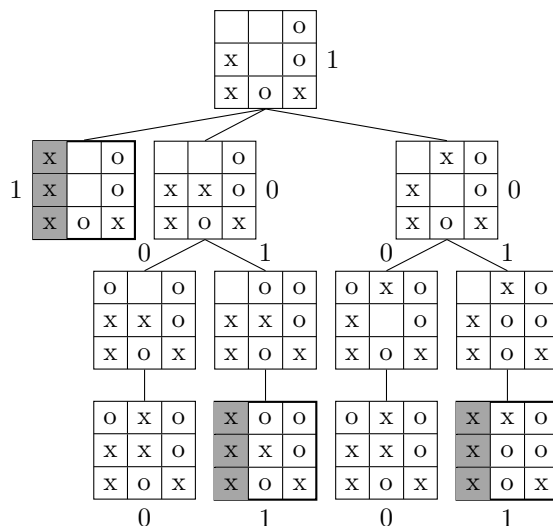 o
x o 1
x o x
x o x o
1 x o x x o 0 x o 0
x o x x o x x o x
0 1 0 1
o o o o o x o x o
x x o x x o x o x o o
x o x x o x x o x x o x
o x o x o o o x o x x o
x x o x x o x x o x o o
x o x x o x x o x x o x
0 1 0 1